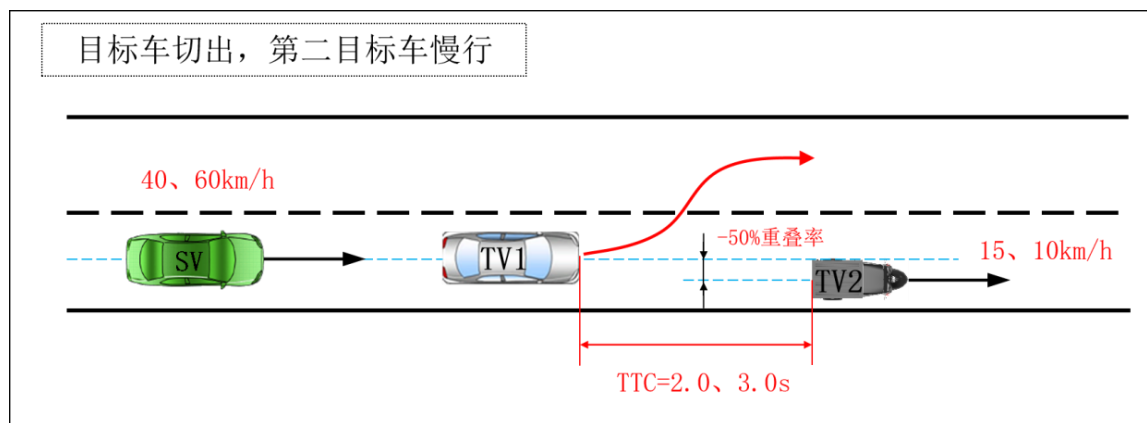 目标车切出，第二目标车慢行
40、60km/h
-50%重叠率
15、10km/h
SV
TV1
TV2
TTC=2.0、3.0s